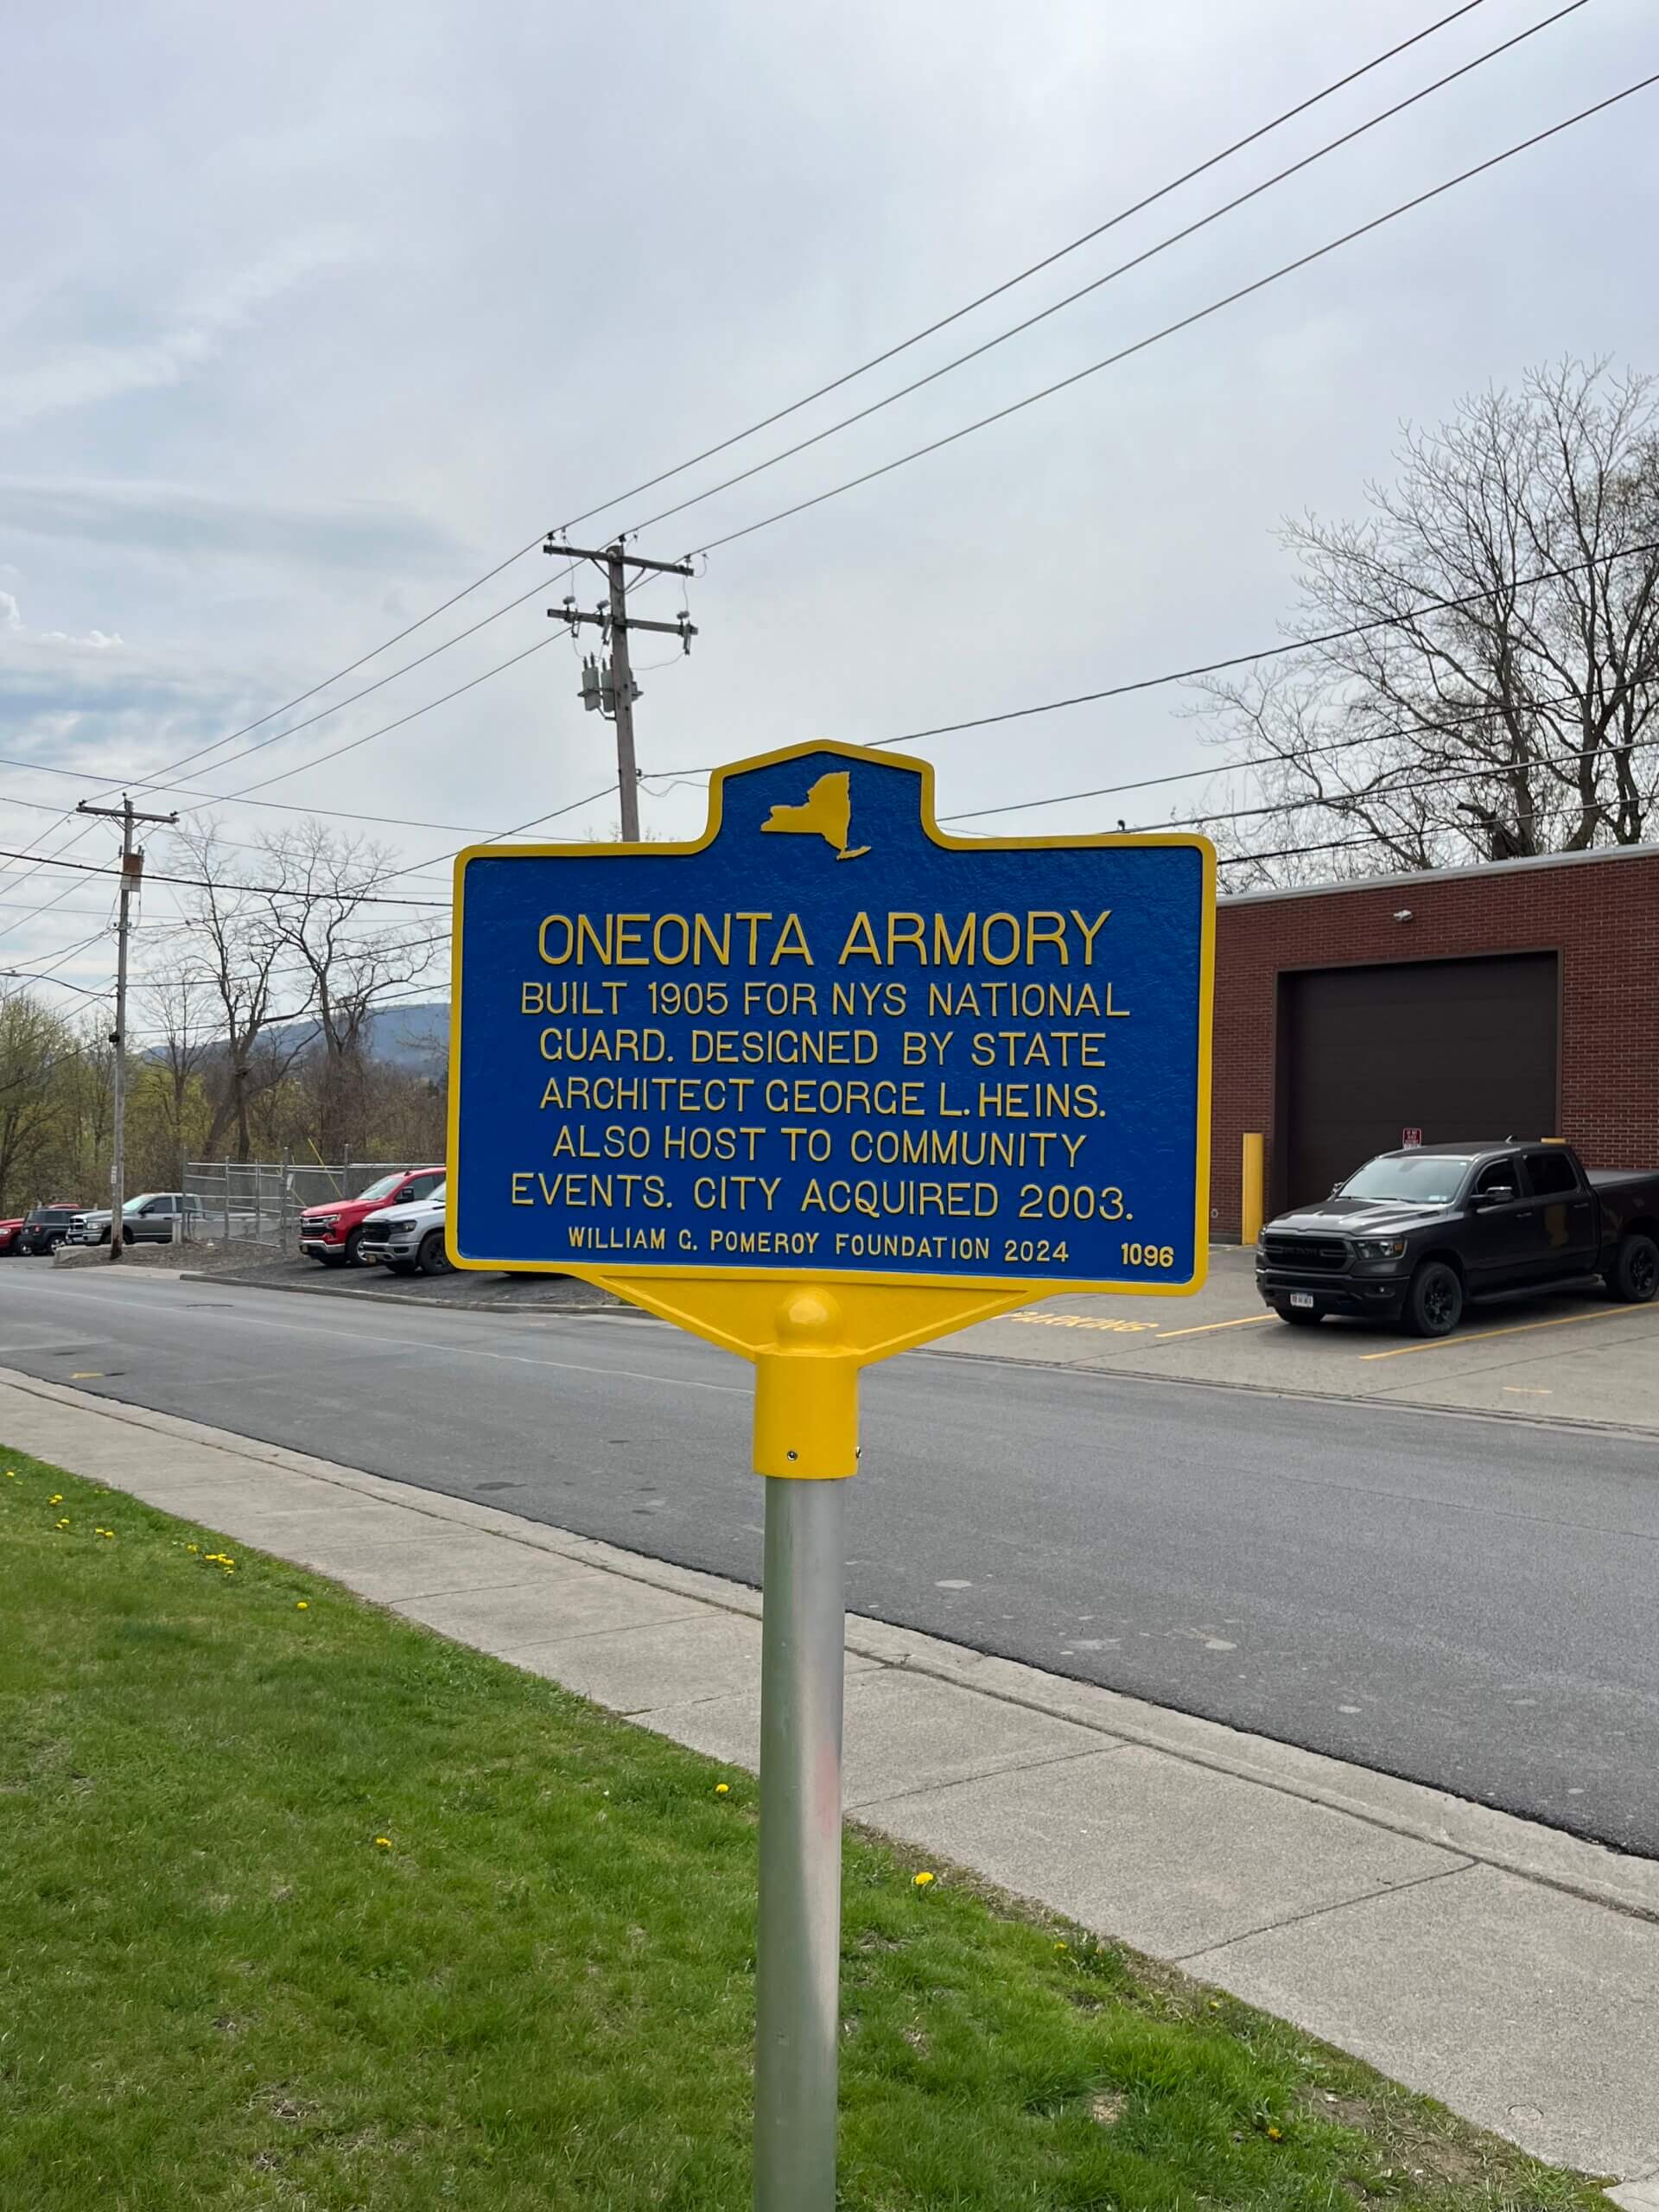 ONEONTA ARMORY
BUILT 1905 FOR NYS NATIONAL
GUARD. DESIGNED BY STATE
ARCHITECT GEORGE L. HEINS.
ALSO HOST TO COMMUNITY
EVENTS. CITY ACQUIRED 2003.
WILLIAM G. POMEROY FOUNDATION 2024 1096
PARKING